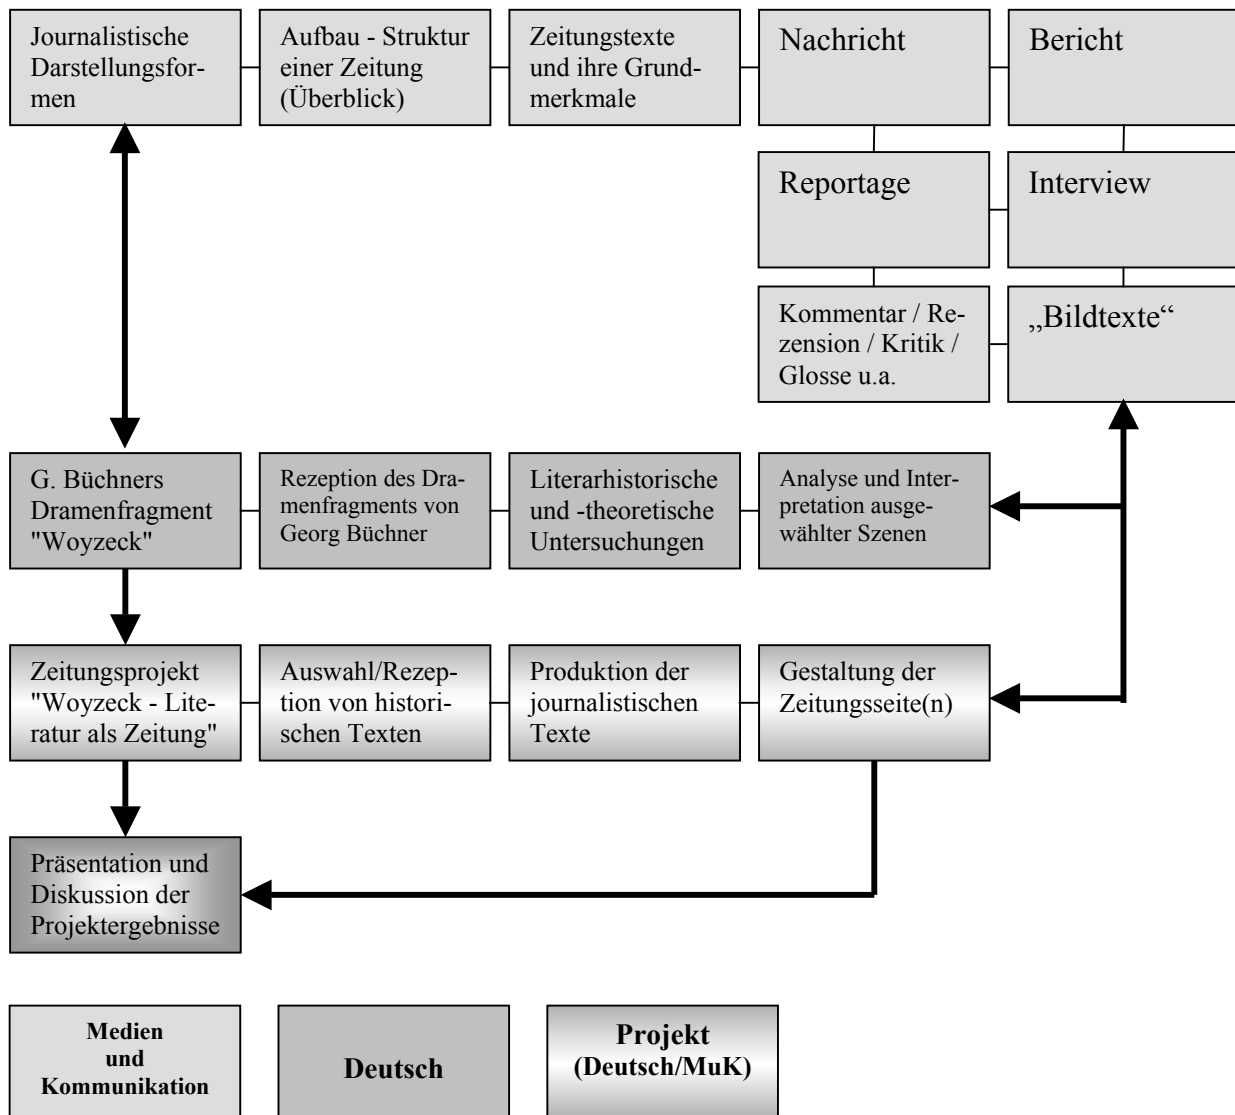 Journalistische
Darstellungsfor-
men
Aufbau - Struktur
einer Zeitung
(Überblick)
Zeitungstexte
und ihre Grund-
merkmale
Nachricht
Bericht
Reportage
Interview
Kommentar / Re-
zension / Kritik /
Glosse u.a.
„Bildtexte“
G. Büchners
Dramenfragment
"Woyzeck"
Rezeption des Dra-
menfragments von
Georg Büchner
Literarhistorische
und -theoretische
Untersuchungen
Analyse und Inter-
pretation ausge-
wählter Szenen
Zeitungsprojekt
"Woyzeck - Lite-
ratur als Zeitung"
Auswahl/Rezep-
tion von histori-
schen Texten
Produktion der
journalistischen
Texte
Gestaltung der
Zeitungsseite(n)
Präsentation und
Diskussion der
Projektergebnisse
Medien
und
Kommunikation
Deutsch
Projekt
(Deutsch/MuK)